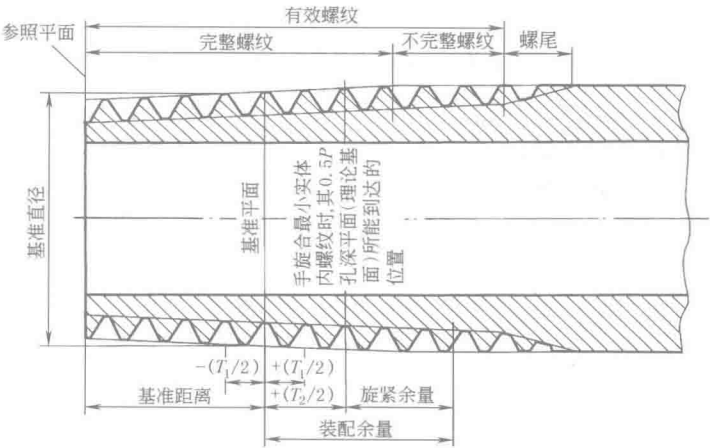 有效螺纹
参照平面
完整螺纹
不完整螺纹
螺尾
基准直径
基准平面
手旋合最小实体
内螺纹时,其0.5P
孔深平面(理论基
面)所能到达的
位置
-(T₁/2)
+(T₁/2)
+(T₂/2)
基准距离
旋紧余量
装配余量